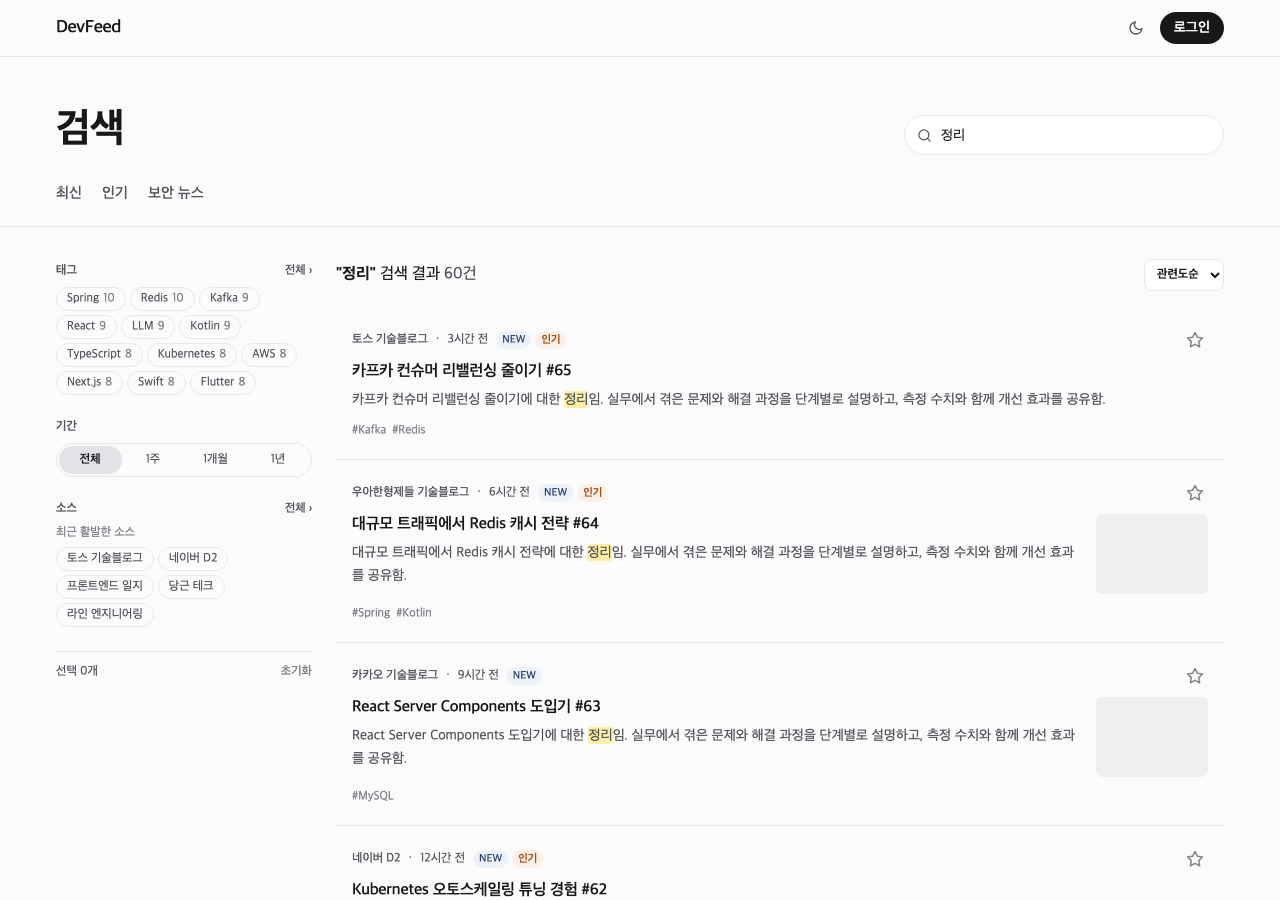 DevFeed
로그인
검색
정리
최신 인기 보안 뉴스
태그 전체 ›
Spring 10 Redis 10 Kafka 9
React 9 LLM 9 Kotlin 9
TypeScript 8 Kubernetes 8 AWS 8
Next.js 8 Swift 8 Flutter 8
기간
전체 1주 1개월 1년
소스 전체 ›
최근 활발한 소스
토스 기술블로그 네이버 D2
프론트엔드 일지 당근 테크
라인 엔지니어링
선택 0개 초기화
"정리" 검색 결과 60건
관련도순
토스 기술블로그 · 3시간 전 NEW 인기
카프카 컨슈머 리밸런싱 줄이기 #65
카프카 컨슈머 리밸런싱 줄이기에 대한 정리임. 실무에서 겪은 문제와 해결 과정을 단계별로 설명하고, 측정 수치와 함께 개선 효과를 공유함.
#Kafka #Redis
우아한형제들 기술블로그 · 6시간 전 NEW 인기
대규모 트래픽에서 Redis 캐시 전략 #64
대규모 트래픽에서 Redis 캐시 전략에 대한 정리임. 실무에서 겪은 문제와 해결 과정을 단계별로 설명하고, 측정 수치와 함께 개선 효과
를 공유함.
#Spring #Kotlin
카카오 기술블로그 · 9시간 전 NEW
React Server Components 도입기 #63
React Server Components 도입기에 대한 정리임. 실무에서 겪은 문제와 해결 과정을 단계별로 설명하고, 측정 수치와 함께 개선 효과
를 공유함.
#MySQL
네이버 D2 · 12시간 전 NEW 인기
Kubernetes 오토스케일링 튜닝 경험 #62